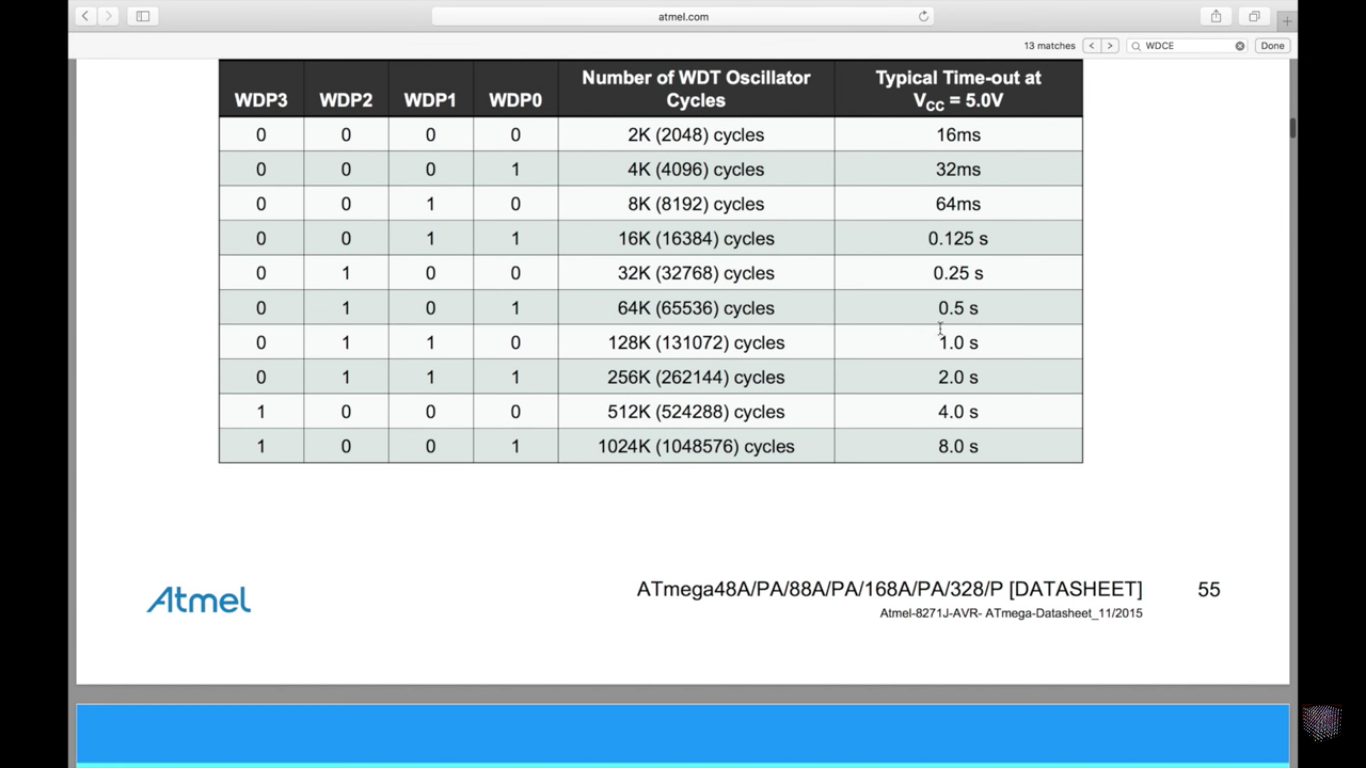 atmel.com
13 matches WDCE Done
WDP3 WDP2 WDP1 WDP0 Number of WDT Oscillator Cycles Typical Time-out at VCC = 5.0V
0 0 0 0 2K (2048) cycles 16ms
0 0 0 1 4K (4096) cycles 32ms
0 0 1 0 8K (8192) cycles 64ms
0 0 1 1 16K (16384) cycles 0.125 s
0 1 0 0 32K (32768) cycles 0.25 s
0 1 0 1 64K (65536) cycles 0.5 s
0 1 1 0 128K (131072) cycles 1.0 s
0 1 1 1 256K (262144) cycles 2.0 s
1 0 0 0 512K (524288) cycles 4.0 s
1 0 0 1 1024K (1048576) cycles 8.0 s
Atmel ATmega48A/PA/88A/PA/168A/PA/328/P [DATASHEET] 55
Atmel-8271J-AVR- ATmega-Datasheet_11/2015